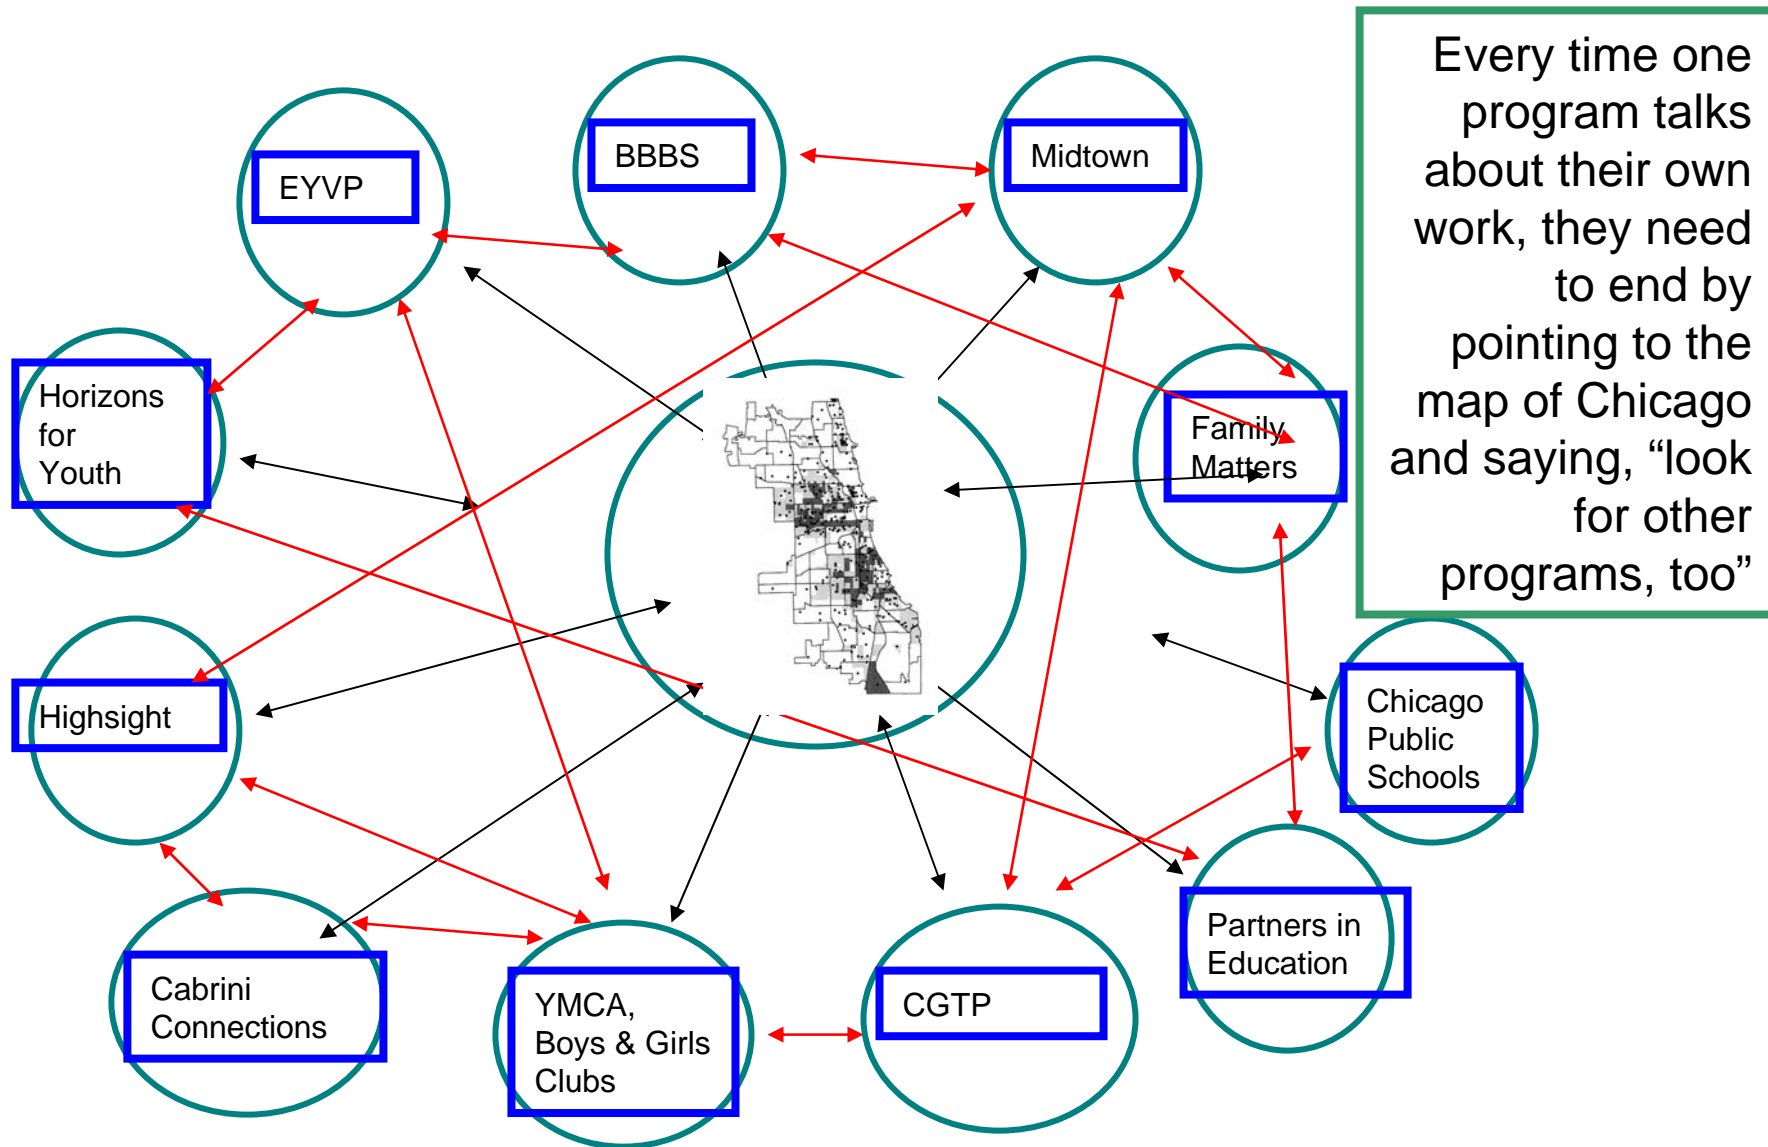 Every time one
program talks
about their own
work, they need
to end by
pointing to the
map of Chicago
and saying, “look
for other
programs, too”
BBBS
Midtown
EYVP
Horizons
for
Youth
Family
Matters
Highsight
Chicago
Public
Schools
Partners in
Education
Cabrini
Connections
YMCA,
Boys & Girls
Clubs
CGTP